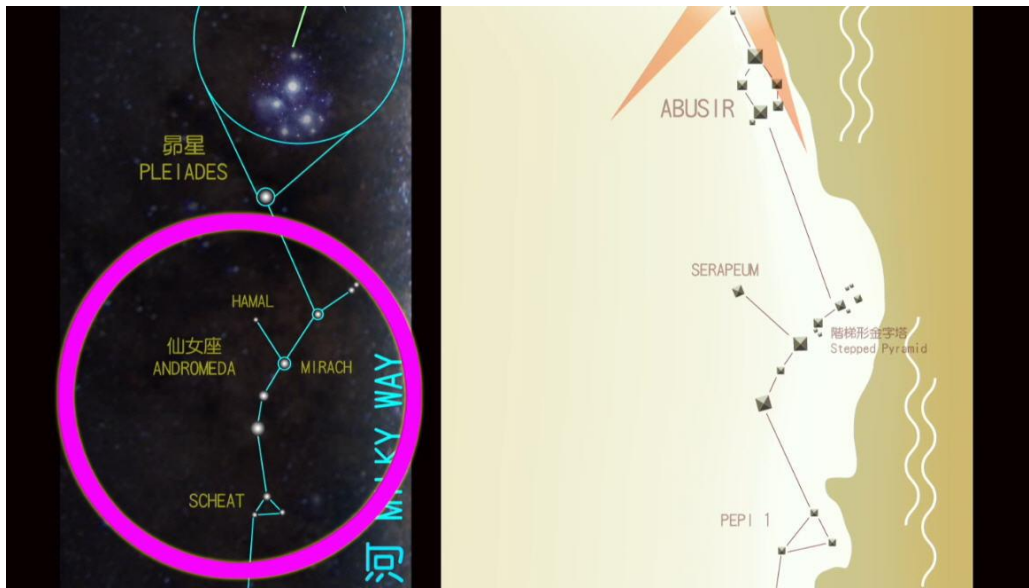 昴星
PLEIADES
HAMAL
仙女座
ANDROMEDA
MIRACH
SCHEAT
河 MILKY WAY
ABUSIR
SERAPEUM
階梯形金字塔
Stepped Pyramid
PEPI 1